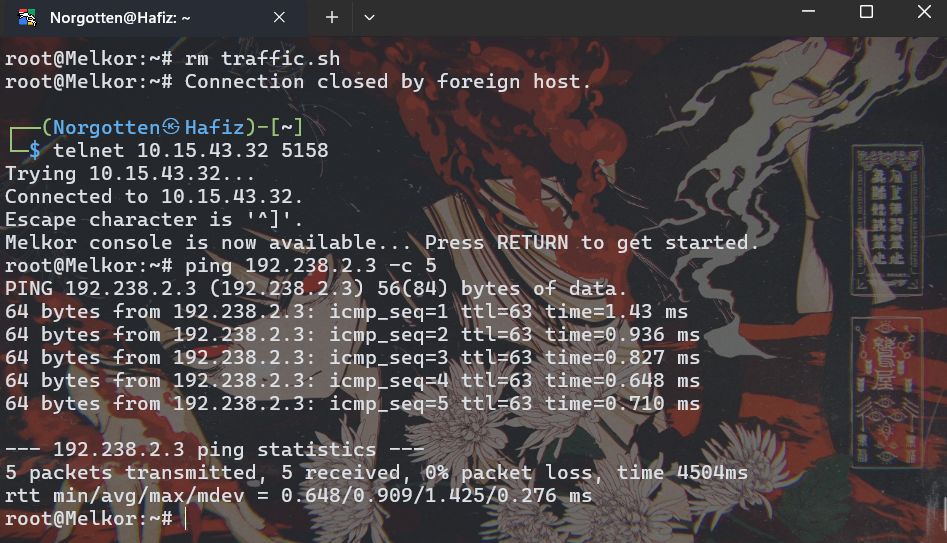 Norgotten@Hafiz: ~
root@Melkor:~# rm traffic.sh
root@Melkor:~# Connection closed by foreign host.
┌──(Norgotten㉿Hafiz)-[~]
└─$ telnet 10.15.43.32 5158
Trying 10.15.43.32...
Connected to 10.15.43.32.
Escape character is '^]'.
Melkor console is now available... Press RETURN to get started.
root@Melkor:~# ping 192.238.2.3 -c 5
PING 192.238.2.3 (192.238.2.3) 56(84) bytes of data.
64 bytes from 192.238.2.3: icmp_seq=1 ttl=63 time=1.43 ms
64 bytes from 192.238.2.3: icmp_seq=2 ttl=63 time=0.936 ms
64 bytes from 192.238.2.3: icmp_seq=3 ttl=63 time=0.827 ms
64 bytes from 192.238.2.3: icmp_seq=4 ttl=63 time=0.648 ms
64 bytes from 192.238.2.3: icmp_seq=5 ttl=63 time=0.710 ms
--- 192.238.2.3 ping statistics ---
5 packets transmitted, 5 received, 0% packet loss, time 4504ms
rtt min/avg/max/mdev = 0.648/0.909/1.425/0.276 ms
root@Melkor:~#